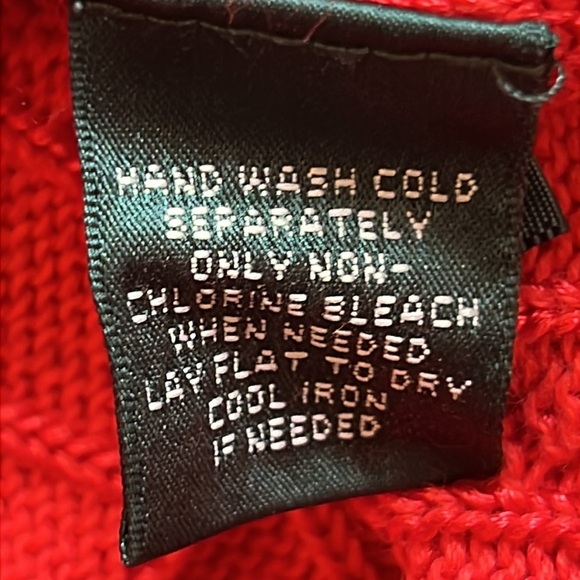 HAND WASH COLD
SEPARATELY
ONLY NON-
CHLORINE BLEACH
WHEN NEEDED
LAY FLAT TO DRY
COOL IRON
IF NEEDED